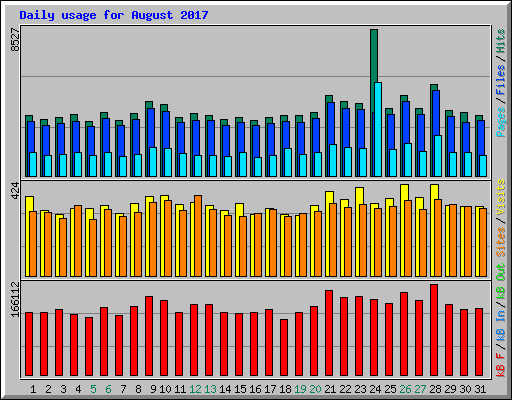 Daily usage for August 2017
8527
Pages / Files / Hits
424
Sites / Visits
166112
kB F / kB In / kB Out
1 2 3 4 5 6 7 8 9 10 11 12 13 14 15 16 17 18 19 20 21 22 23 24 25 26 27 28 29 30 31